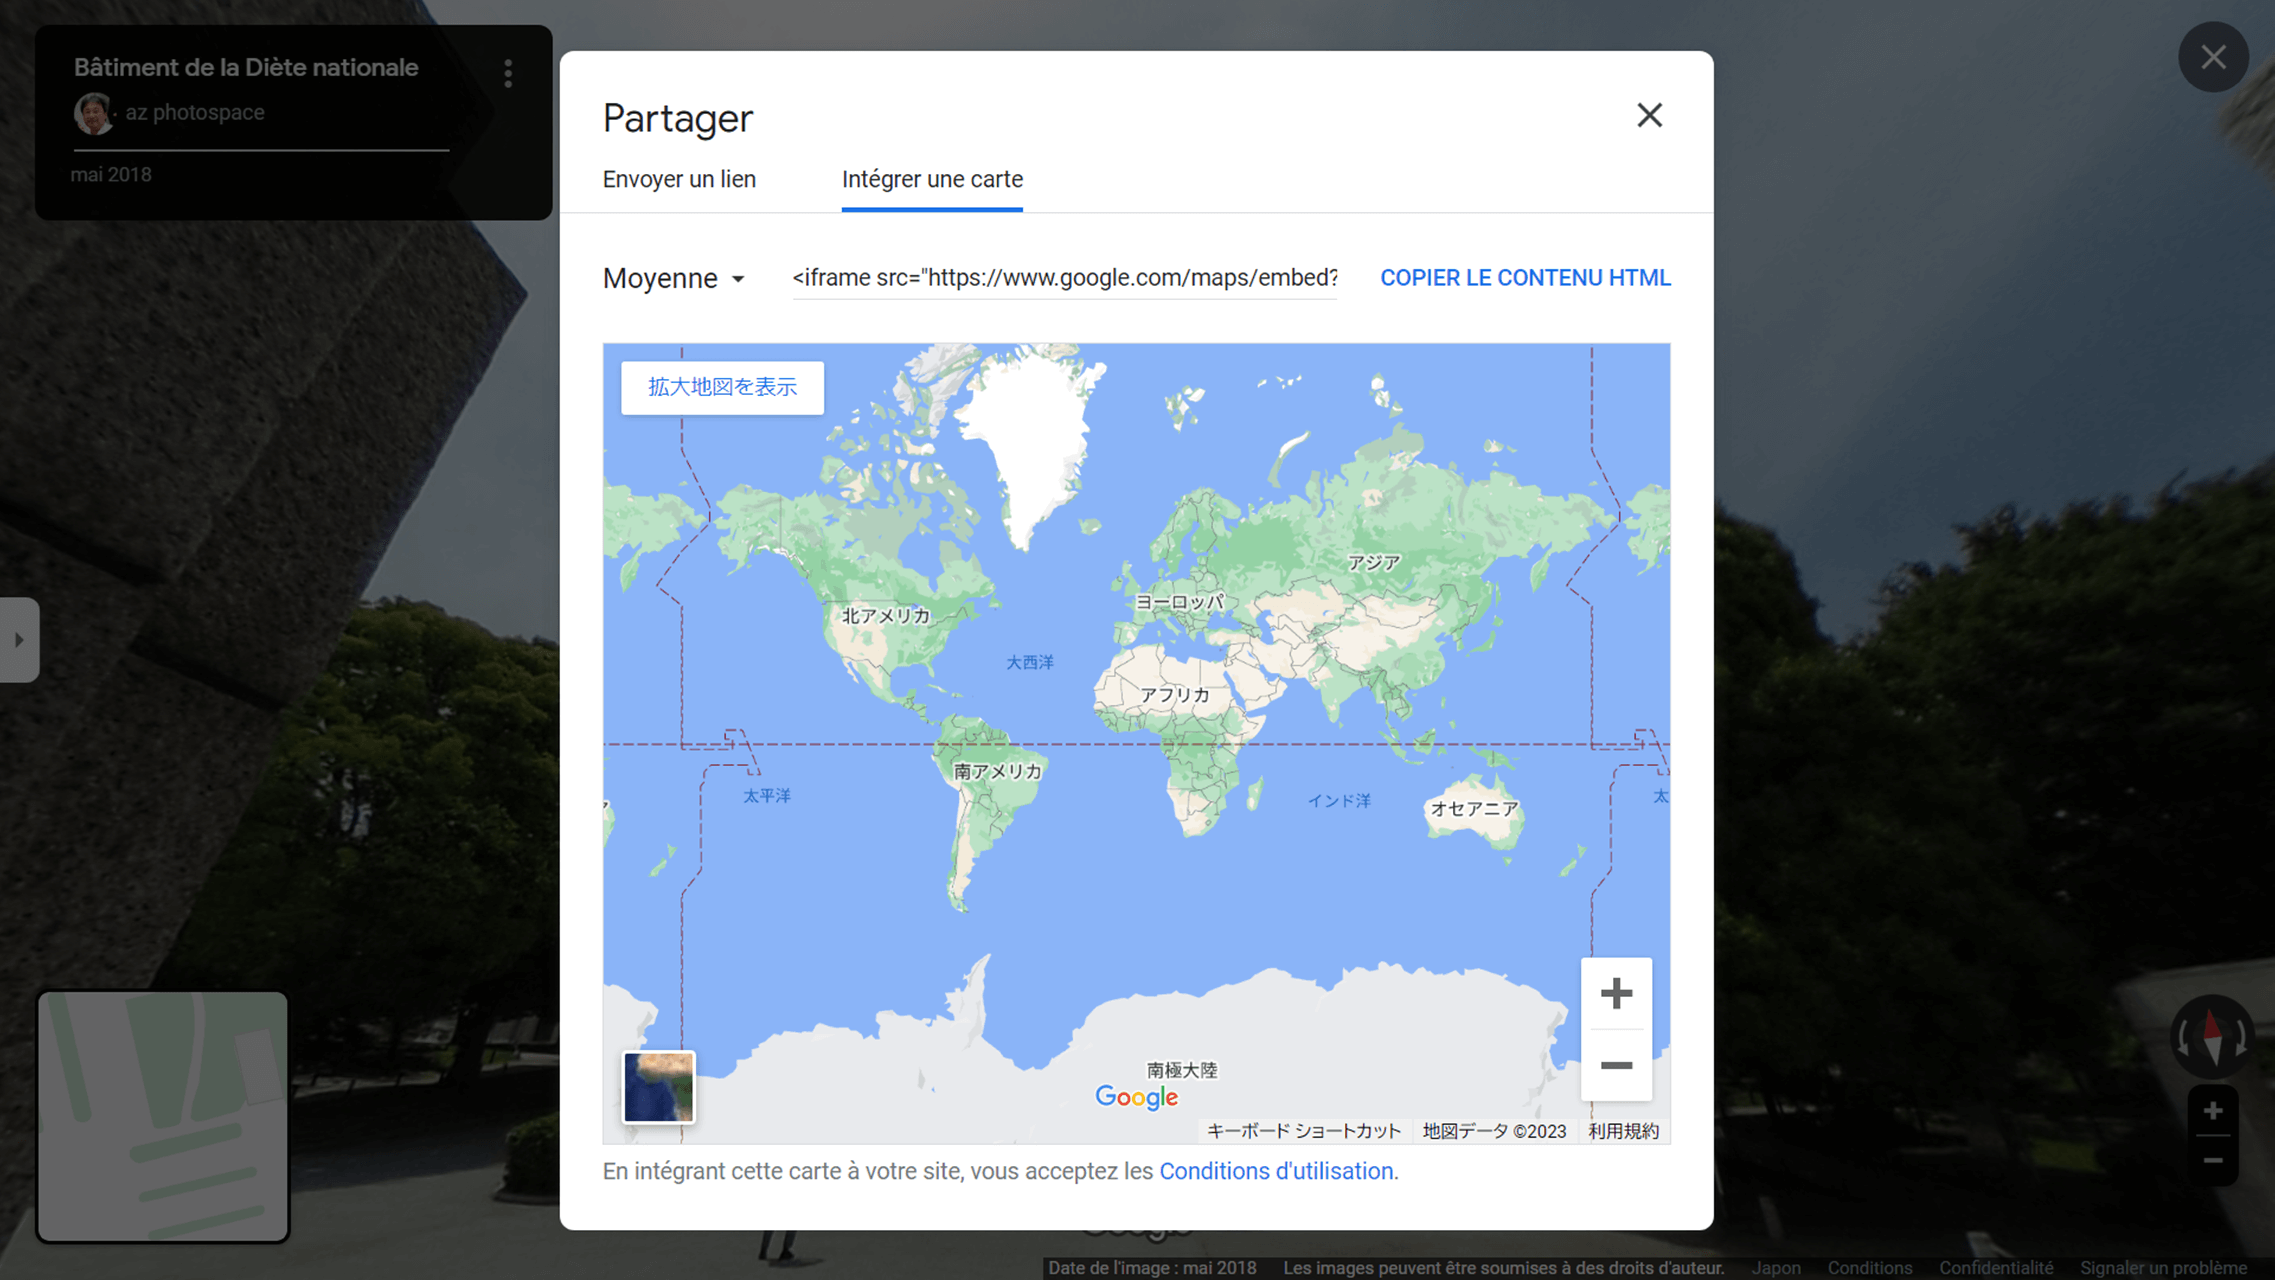 Bâtiment de la Diète nationale
· az photospace
mai 2018
Partager
Envoyer un lien
Intégrer une carte
Moyenne
<iframe src="https://www.google.com/maps/embed?
COPIER LE CONTENU HTML
拡大地図を表示
アジア
ヨーロッパ
北アメリカ
大西洋
アフリカ
南アメリカ
太平洋
インド洋
オセアニア
太
南極大陸
Google
キーボード ショートカット
地図データ ©2023
利用規約
En intégrant cette carte à votre site, vous acceptez les Conditions d'utilisation.
Google
Date de l'image : mai 2018
Les images peuvent être soumises à des droits d'auteur.
Japon
Conditions
Confidentialité
Signaler un problème